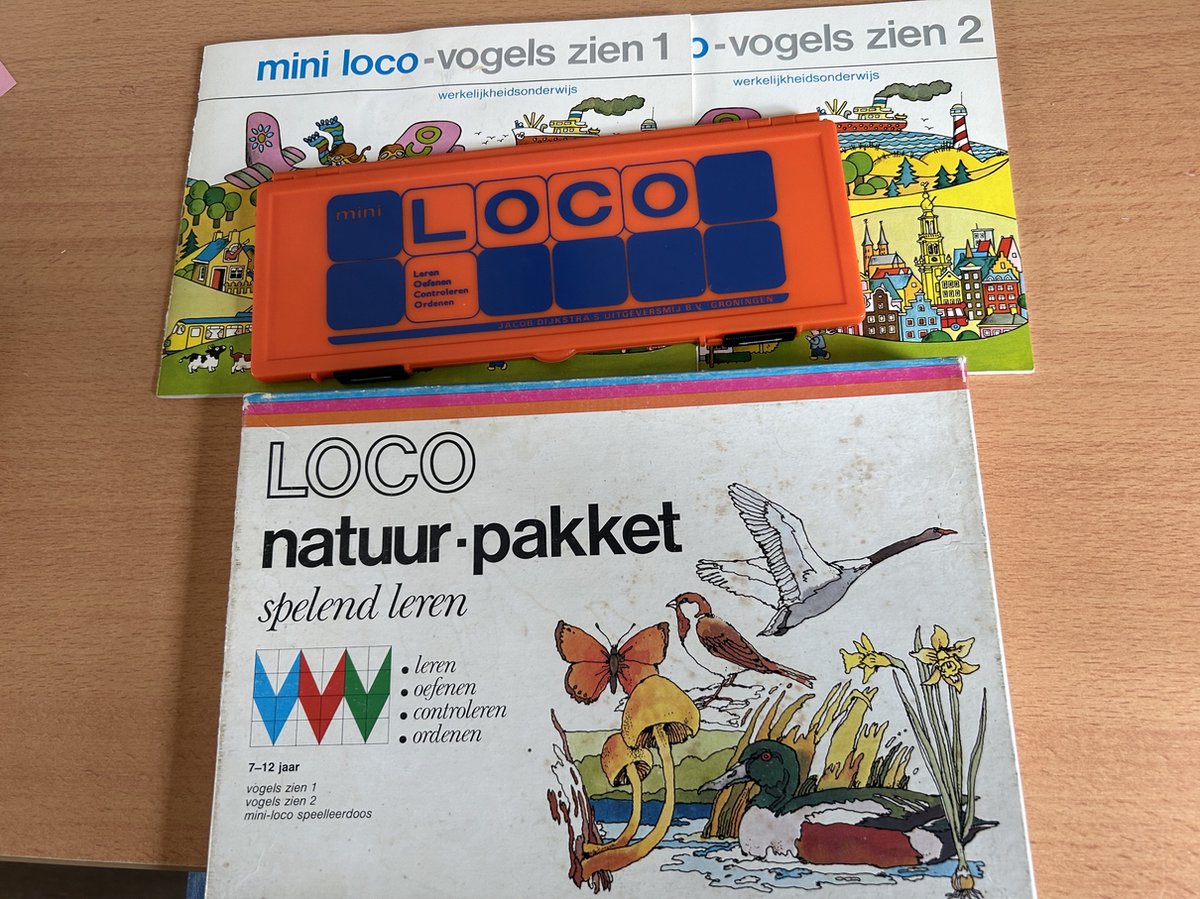 mini loco - vogels zien 1
werkelijkheidsonderwijs
o - vogels zien 2
werkelijkheidsonderwijs
mini
LOCO
Leren
Oefenen
Controleren
Ordenen
JACOB DIJKSTRA'S UITGEVERSMIJ B.V. GRONINGEN
LOCO
natuur-pakket
spelend leren
• leren
• oefenen
• controleren
• ordenen
7–12 jaar
vogels zien 1
vogels zien 2
mini-loco speelleerdoos